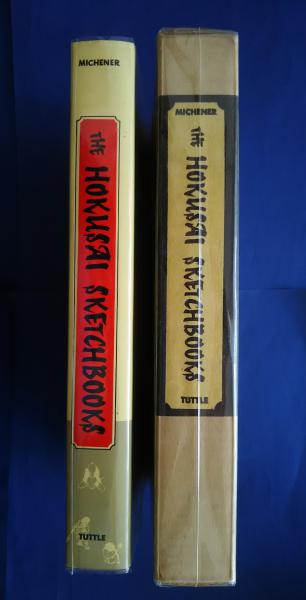 MICHENER
THE HOKUSAI SKETCHBOOKS
TUTTLE
MICHENER
THE HOKUSAI SKETCHBOOKS
TUTTLE